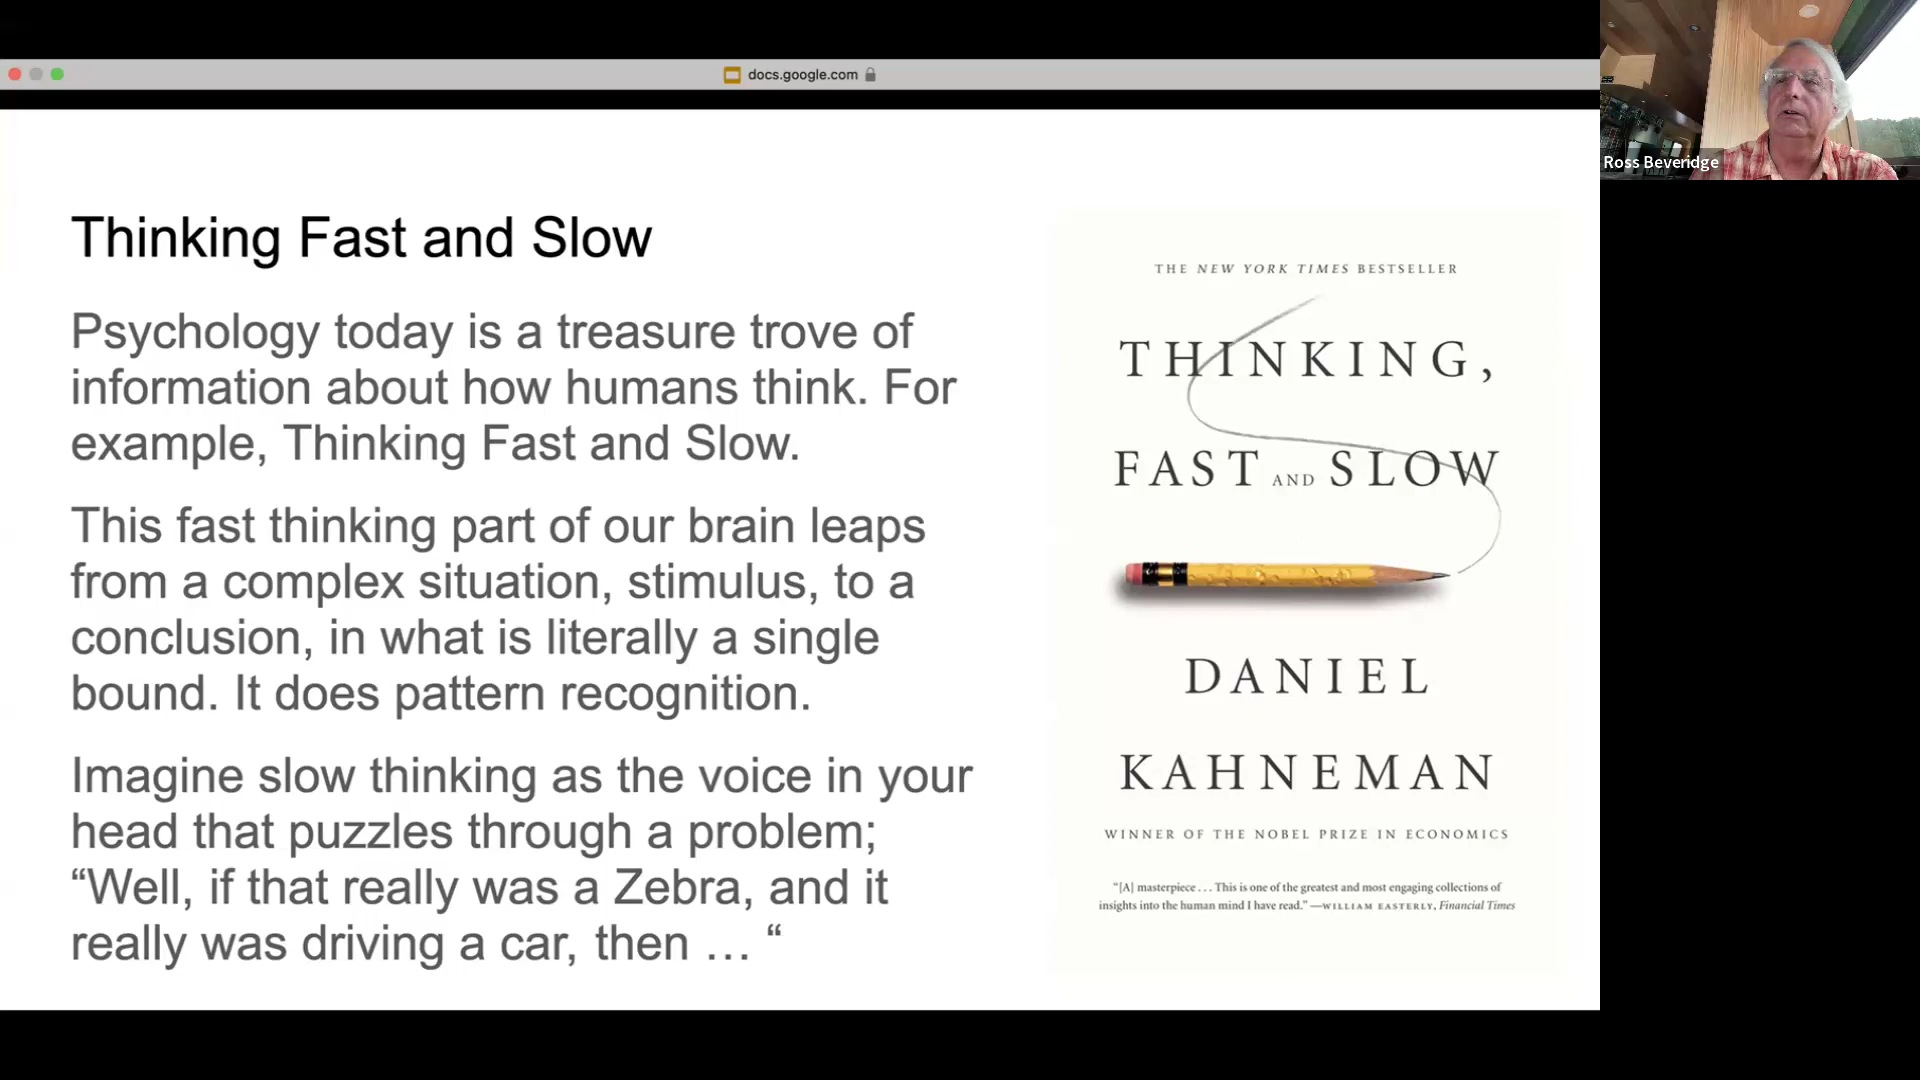 docs.google.com
Ross Beveridge
Thinking Fast and Slow
Psychology today is a treasure trove of
information about how humans think. For
example, Thinking Fast and Slow.
This fast thinking part of our brain leaps
from a complex situation, stimulus, to a
conclusion, in what is literally a single
bound. It does pattern recognition.
Imagine slow thinking as the voice in your
head that puzzles through a problem;
“Well, if that really was a Zebra, and it
really was driving a car, then … “
THE NEW YORK TIMES BESTSELLER
THINKING,
FAST AND SLOW
DANIEL
KAHNEMAN
WINNER OF THE NOBEL PRIZE IN ECONOMICS
“[A] masterpiece . . . This is one of the greatest and most engaging collections of
insights into the human mind I have read.” —WILLIAM EASTERLY, Financial Times